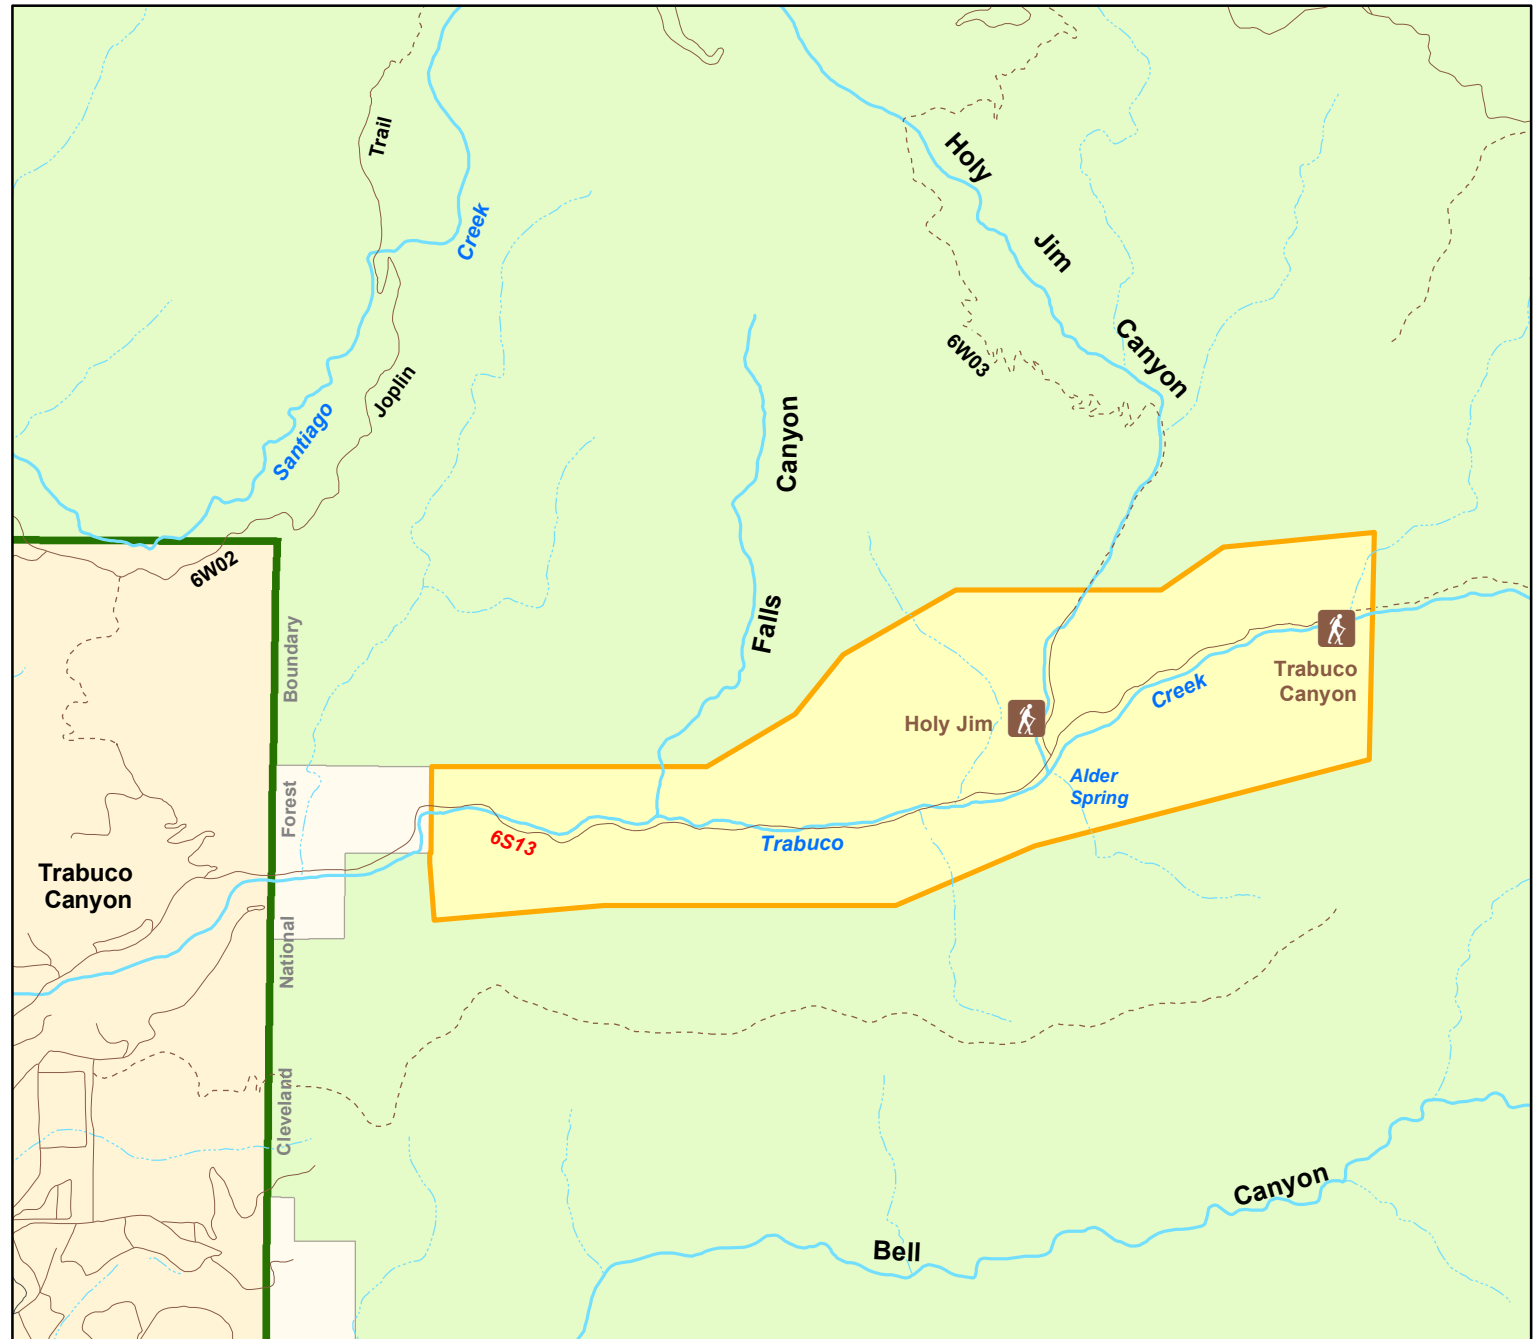 Trail
Creek
Santiago
Joplin
6W02
Holy
Jim
Canyon
6W03
Canyon
Falls
Boundary
Forest
National
Cleveland
Trabuco
Canyon
Holy Jim
Creek
Trabuco
Canyon
Alder
Spring
6S13
Trabuco
Canyon
Bell